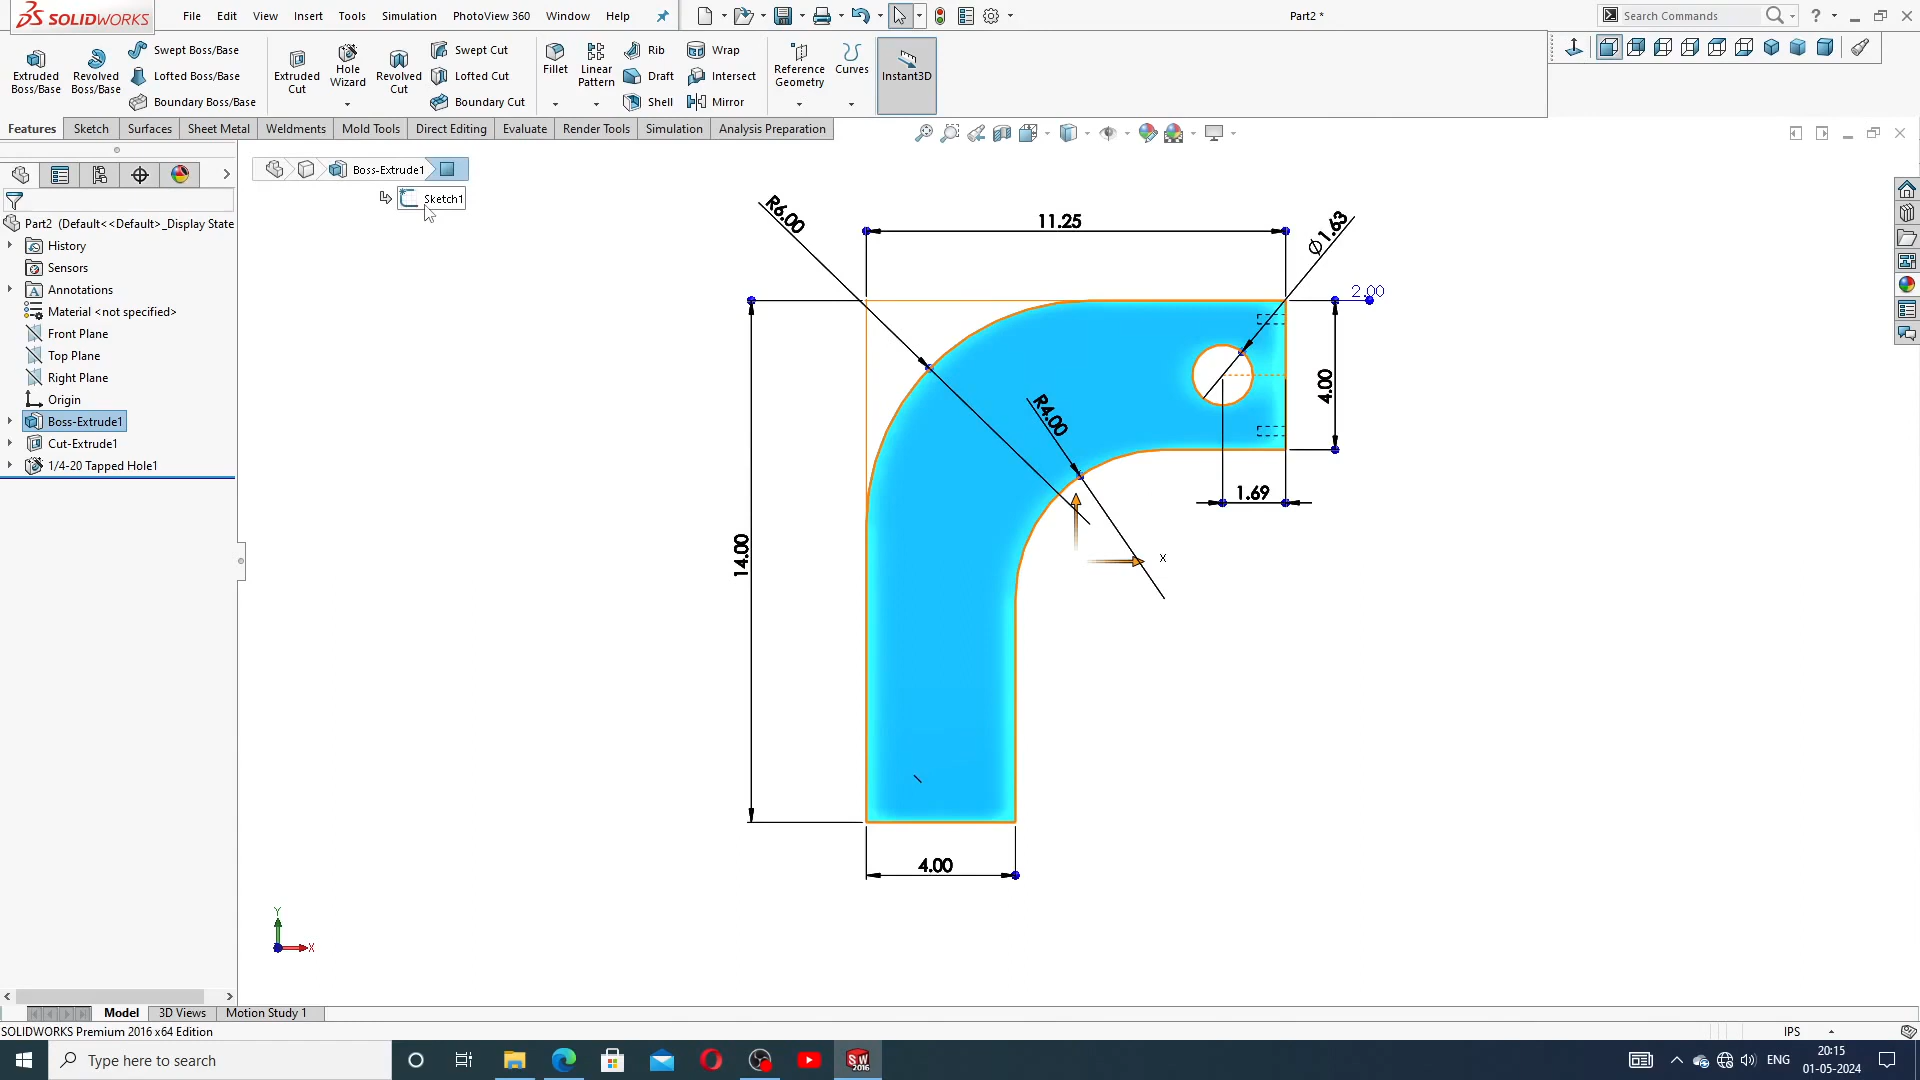 SOLIDWORKS
File Edit View Insert Tools Simulation PhotoView 360 Window Help
Part2 *
Search Commands
Extruded Boss/Base
Revolved Boss/Base
Swept Boss/Base
Lofted Boss/Base
Boundary Boss/Base
Extruded Cut
Hole Wizard
Revolved Cut
Swept Cut
Lofted Cut
Boundary Cut
Fillet
Linear Pattern
Rib
Draft
Shell
Wrap
Intersect
Mirror
Reference Geometry
Curves
Instant3D
Features Sketch Surfaces Sheet Metal Weldments Mold Tools Direct Editing Evaluate Render Tools Simulation Analysis Preparation
Boss-Extrude1
Sketch1
Part2 (Default<<Default>_Display State
History
Sensors
Annotations
Material <not specified>
Front Plane
Top Plane
Right Plane
Origin
Boss-Extrude1
Cut-Extrude1
1/4-20 Tapped Hole1
R6.00
11.25
∅1.63
2.00
4.00
R4.00
1.69
X
14.00
4.00
Y
X
Model 3D Views Motion Study 1
SOLIDWORKS Premium 2016 x64 Edition
IPS
Type here to search
SW
2016
ENG
20:15
01-05-2024